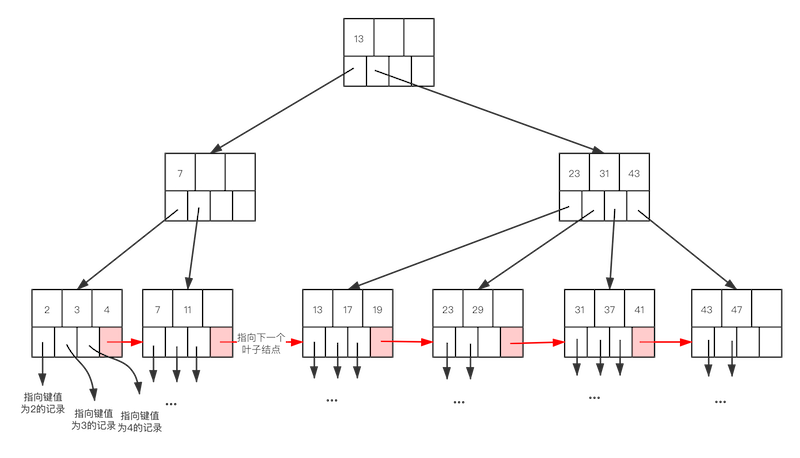 13
7
23 31 43
2 3 4
7 11
13 17 19
23 29
31 37 41
43 47
指向下一个
叶子结点
指向键值
为2的记录
指向键值
为3的记录
指向键值
为4的记录
...
...
...
...
...